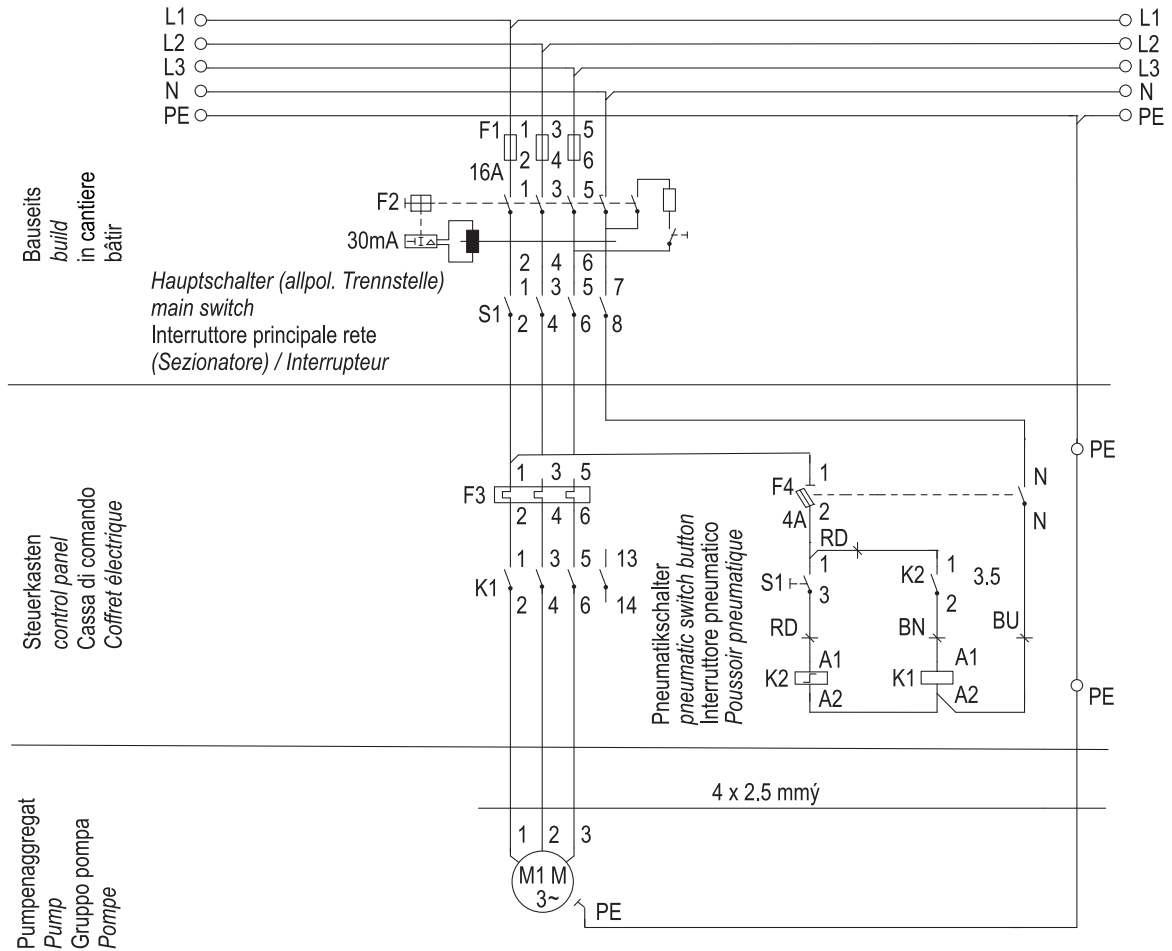 L1
L1
L2
L2
L3
L3
N
N
PE
PE
F1
1
3
5
2
4
6
16A
1
3
5
F2
30mA
2
4
6
1
3
5
7
S1
2
4
6
8
Bauseits
build
in cantiere
bâtir
Hauptschalter (allpol. Trennstelle)
main switch
Interruttore principale rete
(Sezionatore) / Interrupteur
PE
1
3
5
F3
2
4
6
1
F4
2
4A
N
N
RD
1
3
5
13
K1
2
4
6
14
1
S1
3
K2
1
2
3.5
RD
BN
BU
K2
A1
A2
K1
A1
A2
PE
Steuerkasten
control panel
Cassa di comando
Coffret électrique
Pneumatikschalter
pneumatic switch button
Interruttore pneumatico
Poussoir pneumatique
4 x 2.5 mmý
1
2
3
M1 M
3~
PE
Pumpenaggregat
Pump
Gruppo pompa
Pompe